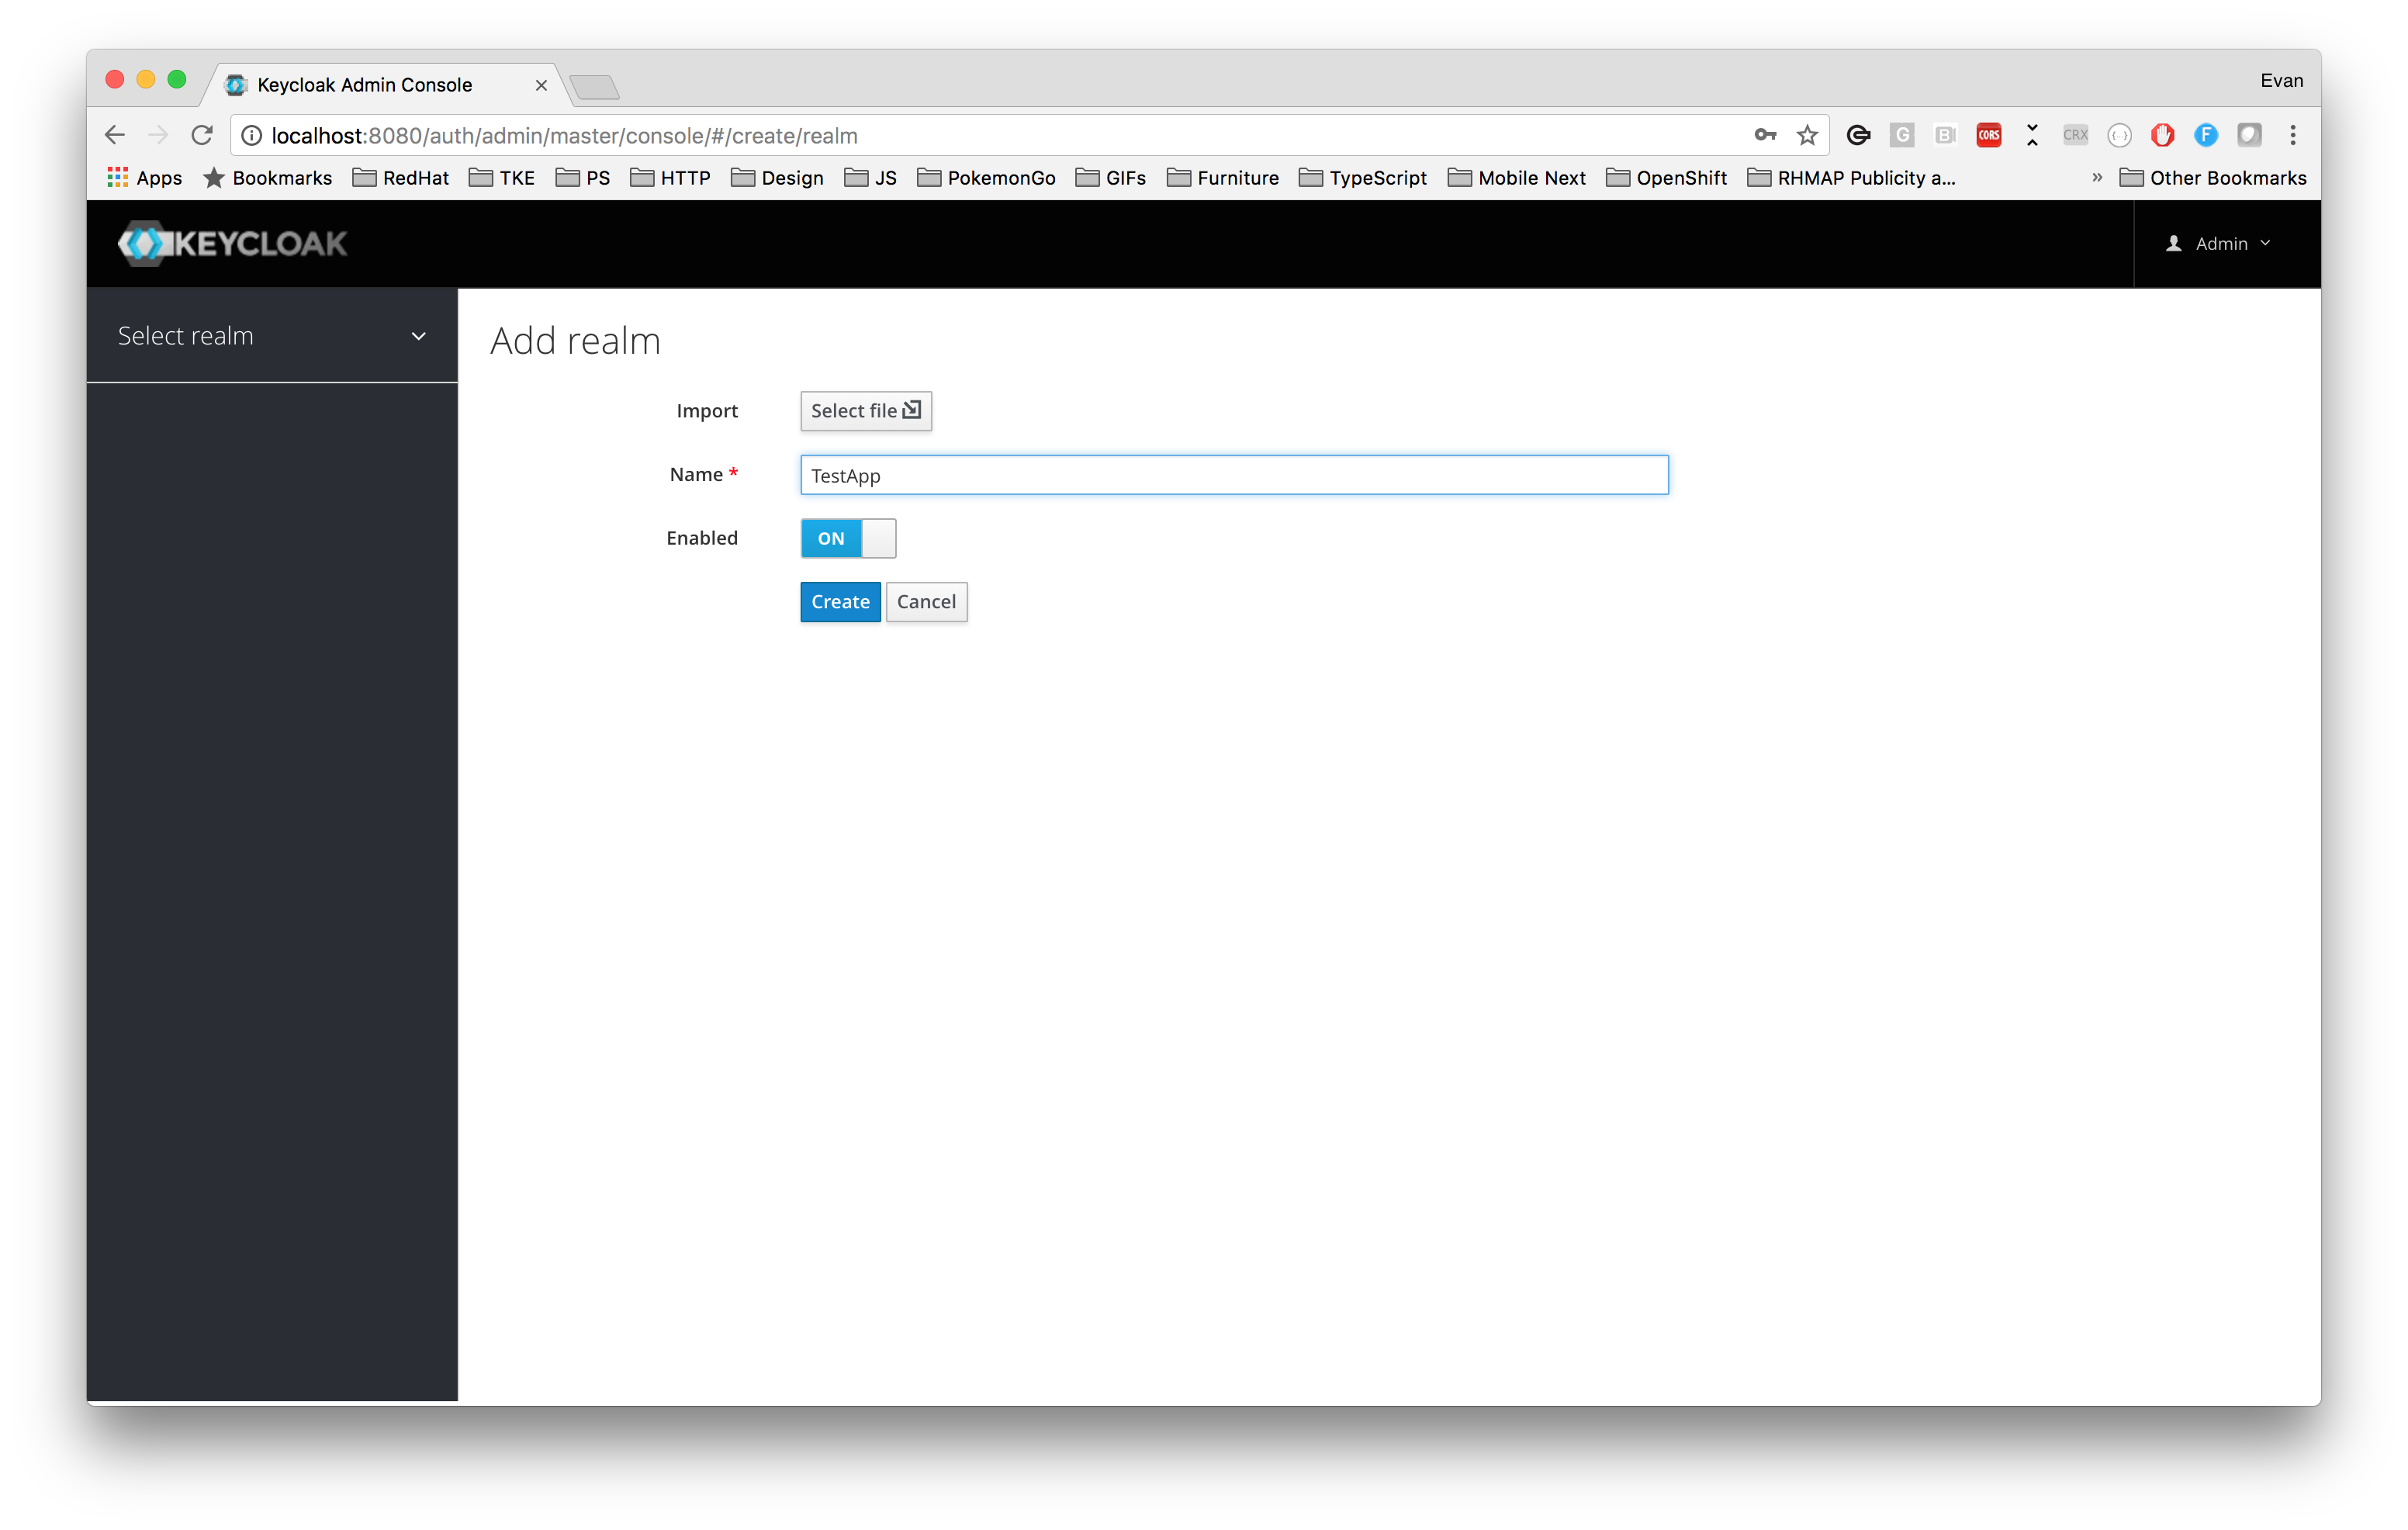 Keycloak Admin Console
Evan
localhost:8080/auth/admin/master/console/#/create/realm
G
B
CORS
CRX
{...}
F
Apps Bookmarks RedHat TKE PS HTTP Design JS PokemonGo GIFs Furniture TypeScript Mobile Next OpenShift RHMAP Publicity a... » Other Bookmarks
KEYCLOAK
Admin
Select realm
Add realm
Import Select file
Name * TestApp
Enabled ON
Create Cancel